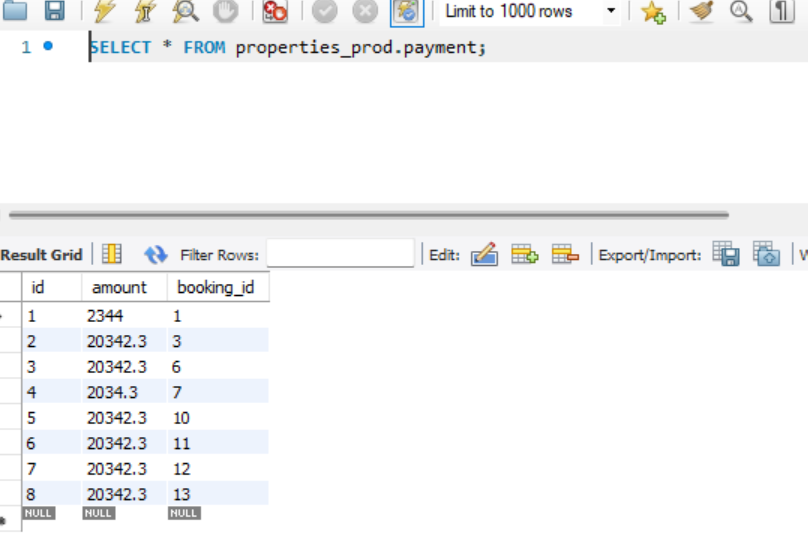 Limit to 1000 rows
1 SELECT * FROM properties_prod.payment;
Result Grid Filter Rows: Edit: Export/Import: W
id amount booking_id
1 2344 1
2 20342.3 3
3 20342.3 6
4 2034.3 7
5 20342.3 10
6 20342.3 11
7 20342.3 12
8 20342.3 13
NULL NULL NULL